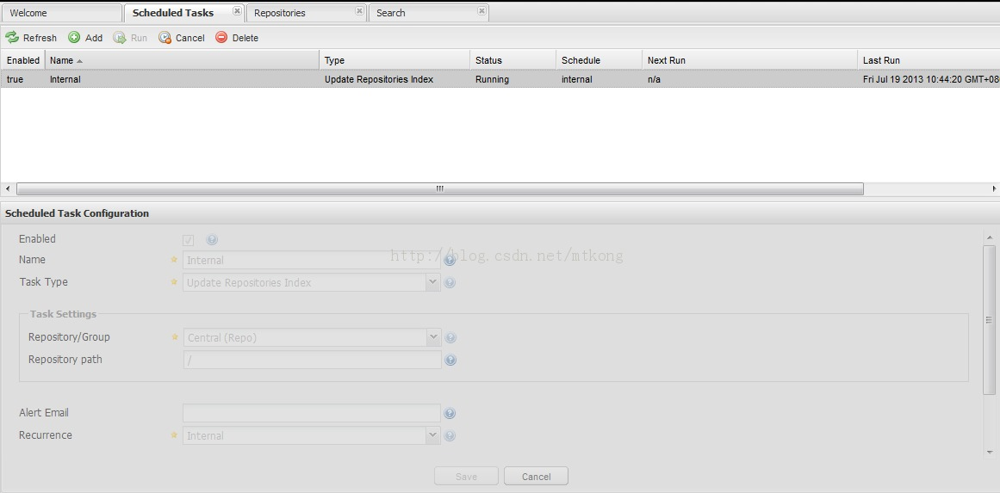 Welcome Scheduled Tasks Repositories Search
Refresh Add Run Cancel Delete
Enabled Name Type Status Schedule Next Run Last Run
true Internal Update Repositories Index Running internal n/a Fri Jul 19 2013 10:44:20 GMT+08
Scheduled Task Configuration
Enabled
http://blog.csdn.net/mtkong
Name Internal
Task Type Update Repositories Index
Task Settings
Repository/Group Central (Repo)
Repository path /
Alert Email
Recurrence Internal
Save Cancel